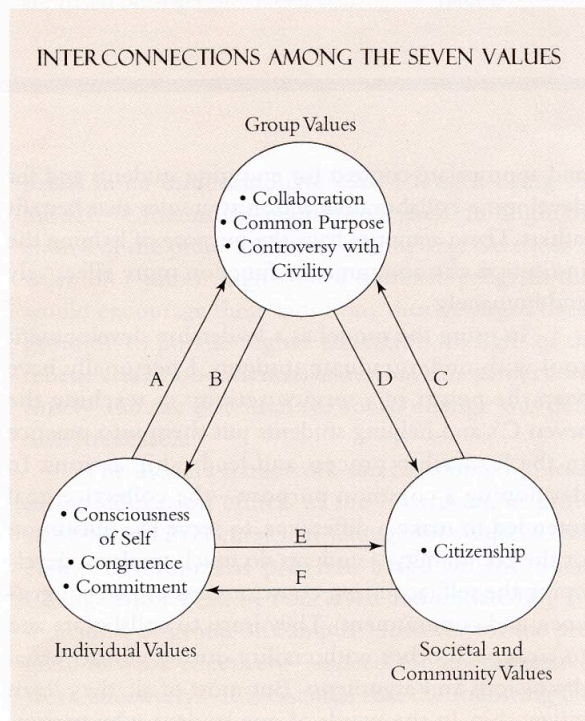 INTERCONNECTIONS AMONG THE SEVEN VALUES
Group Values
• Collaboration
• Common Purpose
• Controversy with
Civility
A
B
D
C
• Consciousness
of Self
• Congruence
• Commitment
E
F
• Citizenship
Individual Values
Societal and
Community Values